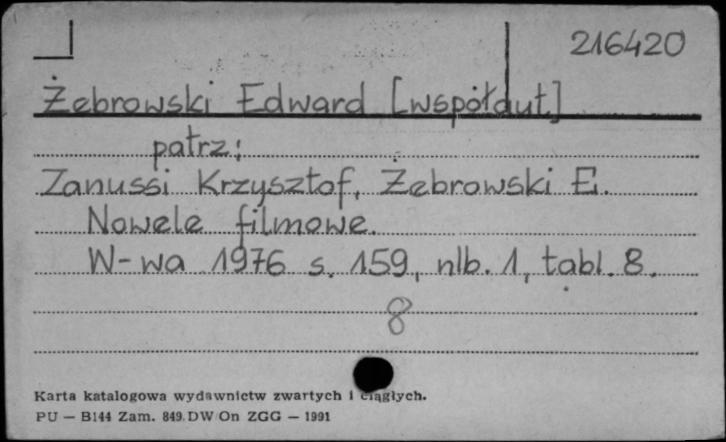 216420
Żebrowski Edward [współaut.]
patrz:
Zanussi Krzysztof, Żebrowski E.
Nowele filmowe.
W-wa 1976 s. 159, nlb. 1, tabl. 8.
8
Karta katalogowa wydawnictw zwartych i ciągłych.
PU — B144 Zam. 849. DW On ZGG — 1991